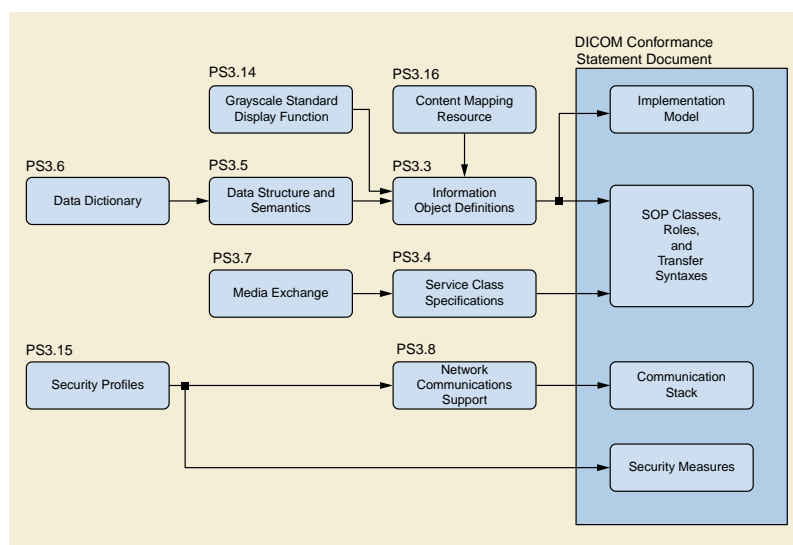 DICOM Conformance
Statement Document
PS3.14
PS3.16
Grayscale Standard
Display Function
Content Mapping
Resource
Implementation
Model
PS3.6
PS3.5
PS3.3
Data Dictionary
Data Structure and
Semantics
Information
Object Definitions
SOP Classes,
Roles,
and
Transfer
Syntaxes
PS3.7
PS3.4
Media Exchange
Service Class
Specifications
PS3.15
PS3.8
Security Profiles
Network
Communications
Support
Communication
Stack
Security Measures